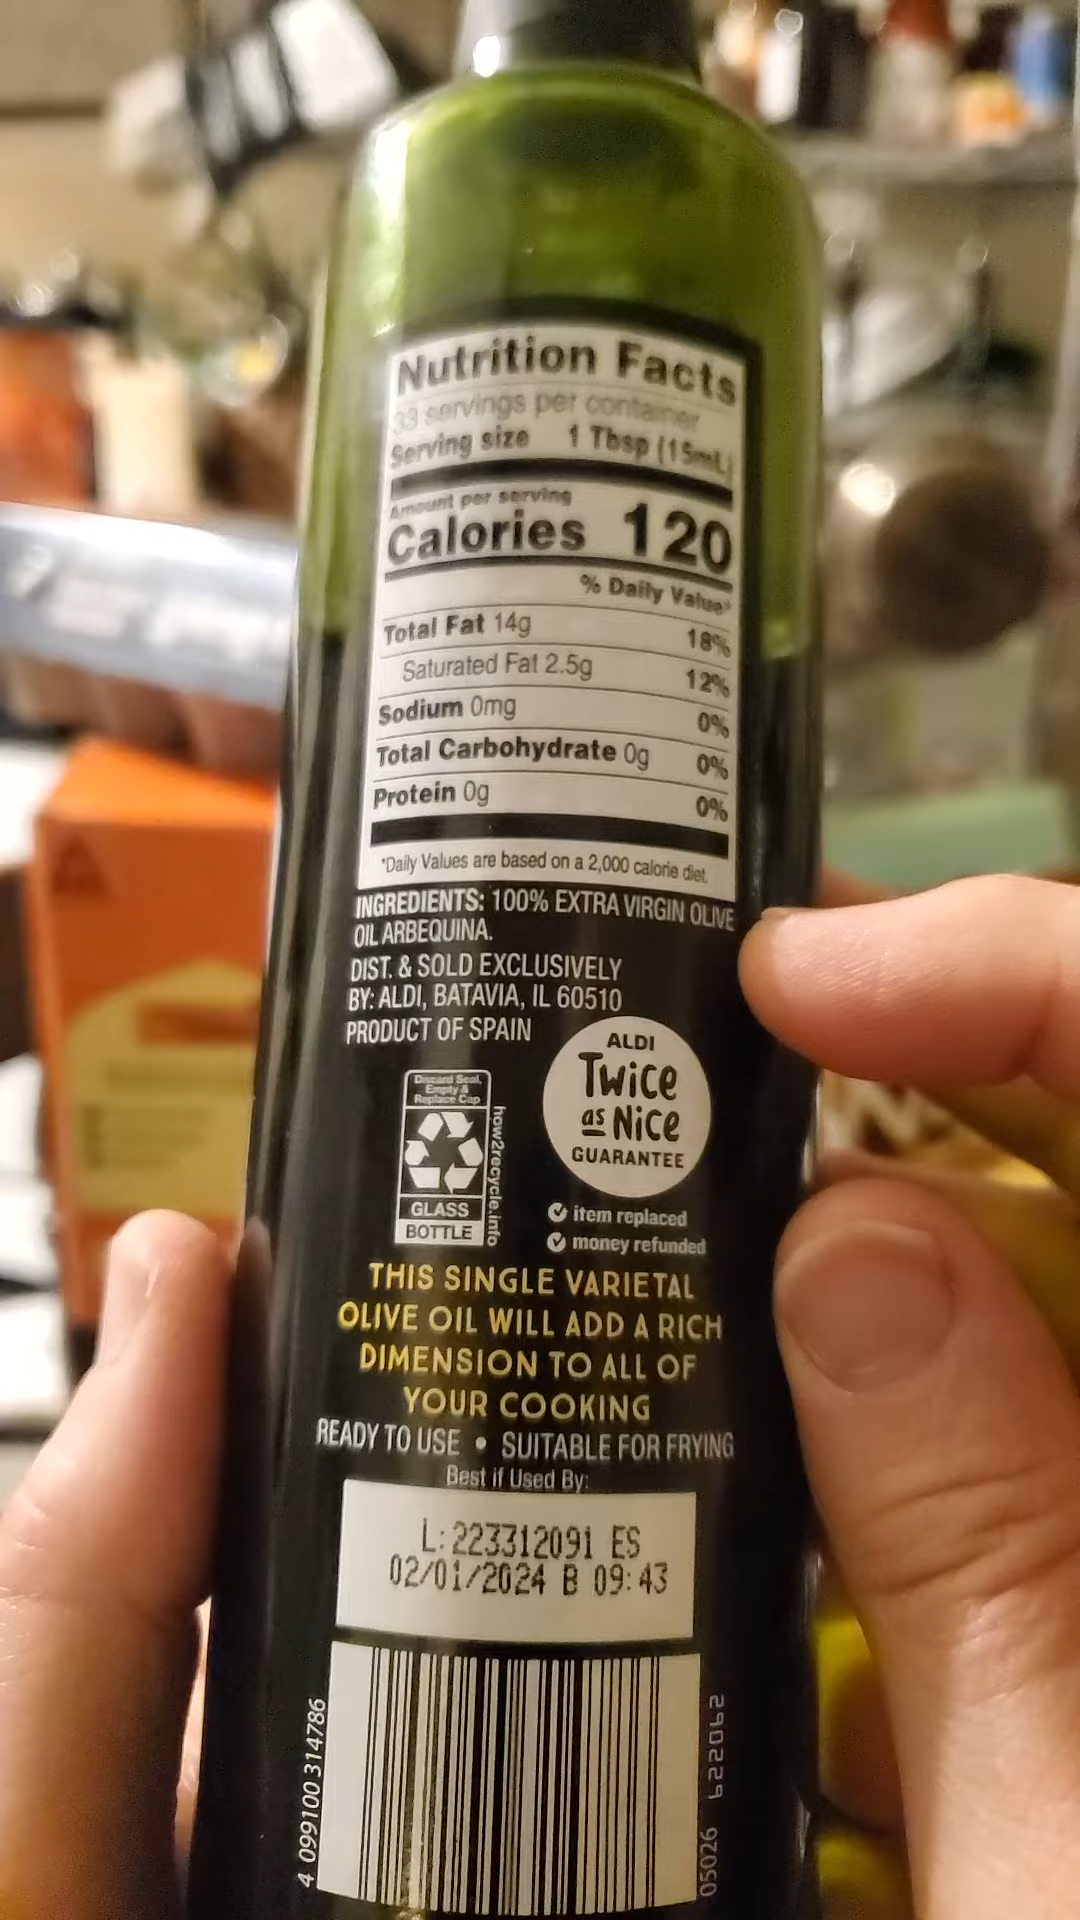 Nutrition Facts
33 servings per container
Serving size 1 Tbsp (15mL)
Amount per serving
Calories 120
% Daily Value*
Total Fat 14g 18%
Saturated Fat 2.5g 12%
Sodium 0mg 0%
Total Carbohydrate 0g 0%
Protein 0g 0%
*Daily Values are based on a 2,000 calorie diet.
INGREDIENTS: 100% EXTRA VIRGIN OLIVE
OIL ARBEQUINA.
DIST. & SOLD EXCLUSIVELY
BY: ALDI, BATAVIA, IL 60510
PRODUCT OF SPAIN
Discard Seal,
Empty &
Replace Cap
how2recycle.info
GLASS
BOTTLE
ALDI
Twice
as Nice
GUARANTEE
item replaced
money refunded
THIS SINGLE VARIETAL
OLIVE OIL WILL ADD A RICH
DIMENSION TO ALL OF
YOUR COOKING
READY TO USE • SUITABLE FOR FRYING
Best if Used By:
L:223312091 ES
02/01/2024 B 09:43
4 099100 314786
05026 622062